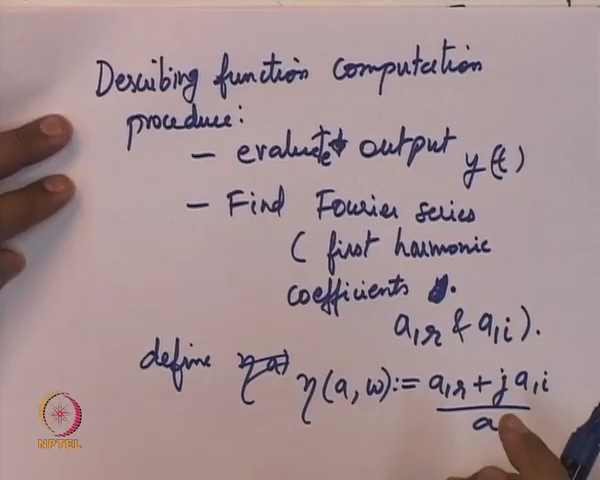 Describing function computation
procedure:
– evaluate output y(t)
– Find Fourier series
( first harmonic
coefficients
a1r & a1i ).
define η(a, ω) := a1r + j a1i
a
NPTEL